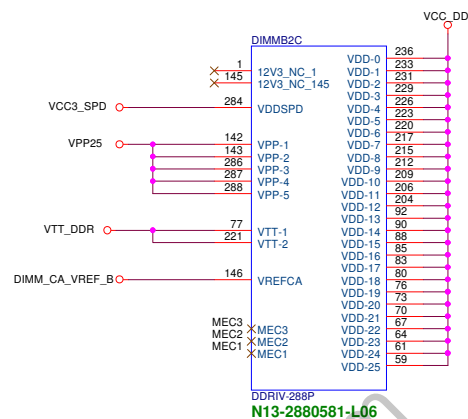 VCC_DD
DIMMB2C
1 12V3_NC_1
145 12V3_NC_145
VCC3_SPD 284 VDDSPD
VPP25 142 VPP-1
143 VPP-2
286 VPP-3
287 VPP-4
288 VPP-5
VTT_DDR 77 VTT-1
221 VTT-2
DIMM_CA_VREF_B 146 VREFCA
MEC3 MEC3
MEC2 MEC2
MEC1 MEC1
VDD-0 236
VDD-1 233
VDD-2 231
VDD-3 229
VDD-4 226
VDD-5 223
VDD-6 220
VDD-7 217
VDD-8 215
VDD-9 212
VDD-10 209
VDD-11 206
VDD-12 204
VDD-13 92
VDD-14 90
VDD-15 88
VDD-16 85
VDD-17 83
VDD-18 80
VDD-19 76
VDD-20 73
VDD-21 70
VDD-22 67
VDD-23 64
VDD-24 61
VDD-25 59
DDRIV-288P
N13-2880581-L06